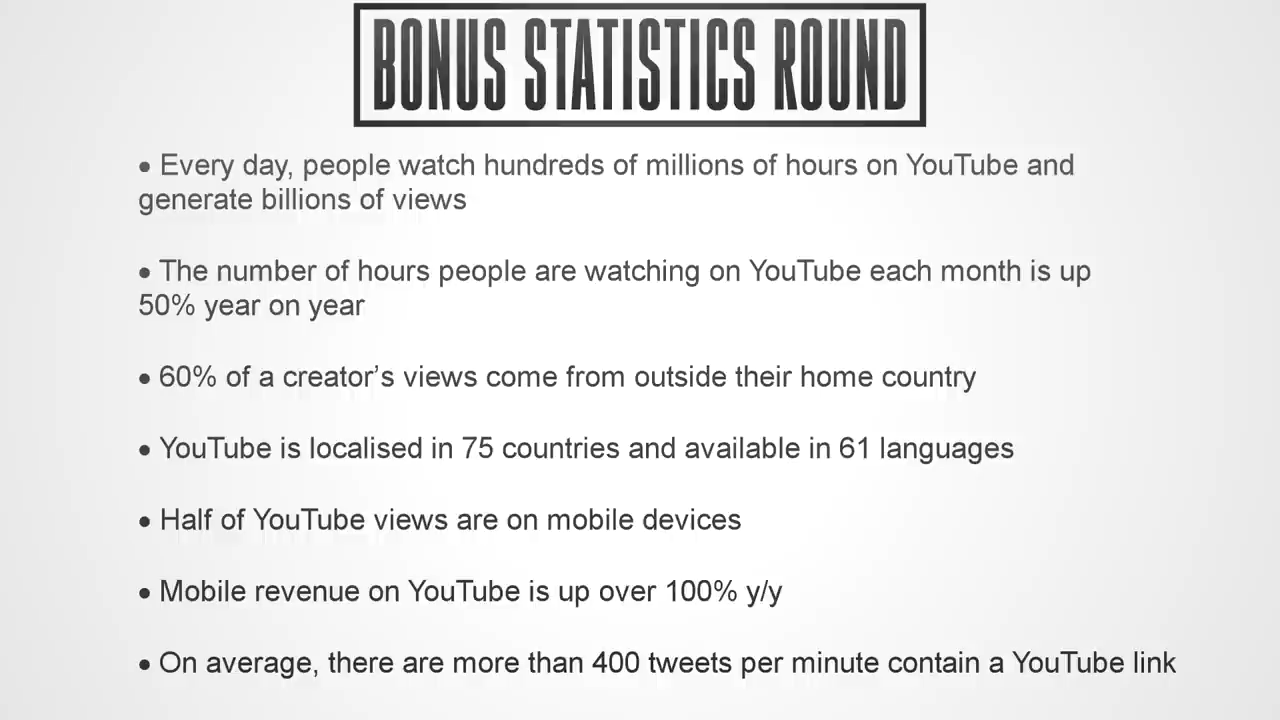 BONUS STATISTICS ROUND
• Every day, people watch hundreds of millions of hours on YouTube and
generate billions of views
• The number of hours people are watching on YouTube each month is up
50% year on year
• 60% of a creator’s views come from outside their home country
• YouTube is localised in 75 countries and available in 61 languages
• Half of YouTube views are on mobile devices
• Mobile revenue on YouTube is up over 100% y/y
• On average, there are more than 400 tweets per minute contain a YouTube link